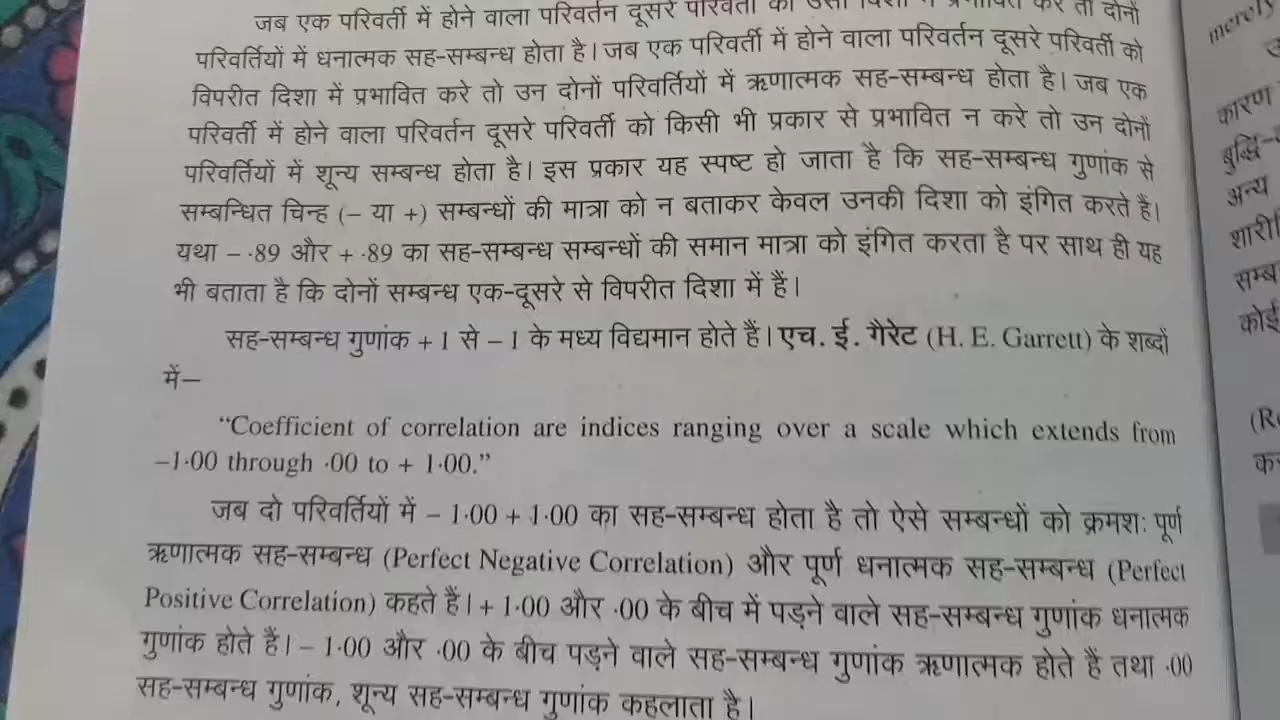 जब एक परिवर्ती में होने वाला परिवर्तन दूसरे परिवर्ती को उसी दिशा में प्रभावित करे तो दोनों
परिवर्तियों में धनात्मक सह-सम्बन्ध होता है। जब एक परिवर्ती में होने वाला परिवर्तन दूसरे परिवर्ती को
विपरीत दिशा में प्रभावित करे तो उन दोनों परिवर्तियों में ऋणात्मक सह-सम्बन्ध होता है। जब एक
परिवर्ती में होने वाला परिवर्तन दूसरे परिवर्ती को किसी भी प्रकार से प्रभावित न करे तो उन दोनों
परिवर्तियों में शून्य सम्बन्ध होता है। इस प्रकार यह स्पष्ट हो जाता है कि सह-सम्बन्ध गुणांक से
सम्बन्धित चिन्ह (– या +) सम्बन्धों की मात्रा को न बताकर केवल उनकी दिशा को इंगित करते हैं।
यथा – ·89 और + ·89 का सह-सम्बन्ध सम्बन्धों की समान मात्रा को इंगित करता है पर साथ ही यह
भी बताता है कि दोनों सम्बन्ध एक-दूसरे से विपरीत दिशा में हैं।
सह-सम्बन्ध गुणांक + 1 से – 1 के मध्य विद्यमान होते हैं। एच. ई. गैरेट (H. E. Garrett) के शब्दों
में—
“Coefficient of correlation are indices ranging over a scale which extends from
–1·00 through ·00 to + 1·00.”
जब दो परिवर्तियों में – 1·00 + 1·00 का सह-सम्बन्ध होता है तो ऐसे सम्बन्धों को क्रमशः पूर्ण
ऋणात्मक सह-सम्बन्ध (Perfect Negative Correlation) और पूर्ण धनात्मक सह-सम्बन्ध (Perfect
Positive Correlation) कहते हैं। + 1·00 और ·00 के बीच में पड़ने वाले सह-सम्बन्ध गुणांक धनात्मक
गुणांक होते हैं। – 1·00 और ·00 के बीच पड़ने वाले सह-सम्बन्ध गुणांक ऋणात्मक होते हैं तथा ·00
सह-सम्बन्ध गुणांक, शून्य सह-सम्बन्ध गुणांक कहलाता है।
merely
कारण
बुद्धि-
अन्य
शारी
सम्ब
कोई